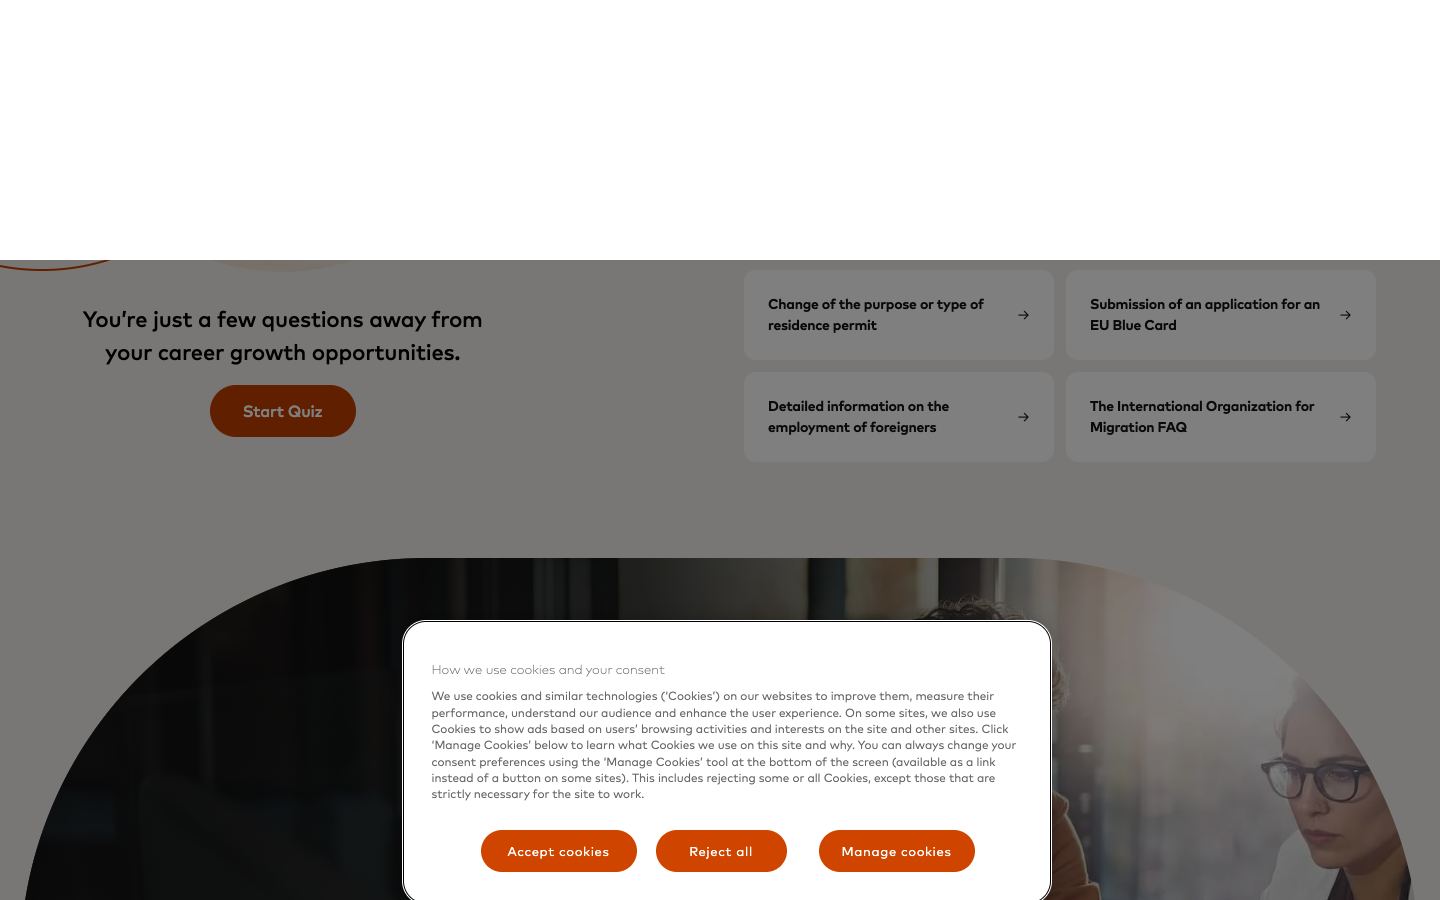 You're just a few questions away from
your career growth opportunities.
Start Quiz
Change of the purpose or type of
residence permit
Submission of an application for an
EU Blue Card
Detailed information on the
employment of foreigners
The International Organization for
Migration FAQ
How we use cookies and your consent
We use cookies and similar technologies ('Cookies') on our websites to improve them, measure their
performance, understand our audience and enhance the user experience. On some sites, we also use
Cookies to show ads based on users' browsing activities and interests on the site and other sites. Click
'Manage Cookies' below to learn what Cookies we use on this site and why. You can always change your
consent preferences using the 'Manage Cookies' tool at the bottom of the screen (available as a link
instead of a button on some sites). This includes rejecting some or all Cookies, except those that are
strictly necessary for the site to work.
Accept cookies
Reject all
Manage cookies